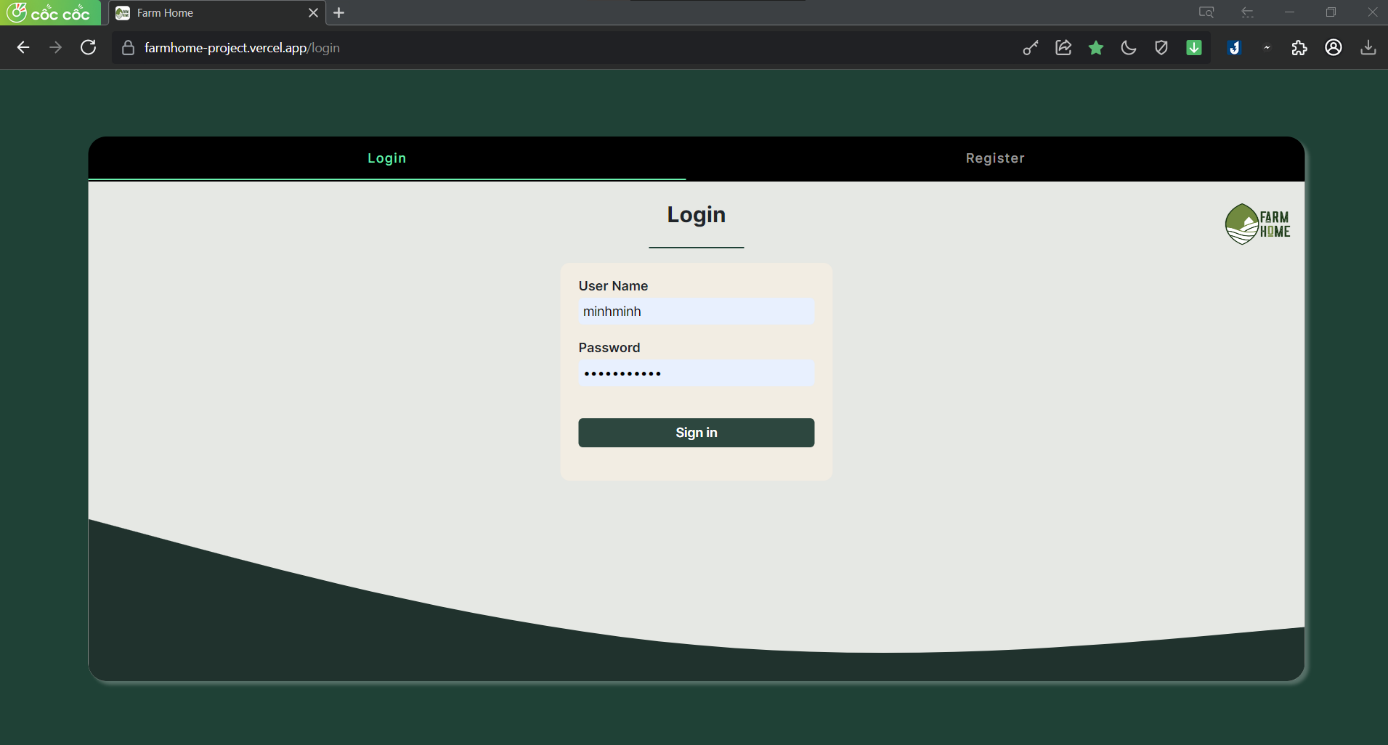 cốc cốc
Farm Home
farmhome-project.vercel.app/login
Login
Register
Login
FARM
HOME
User Name
minhminh
Password
•••••••••••
Sign in